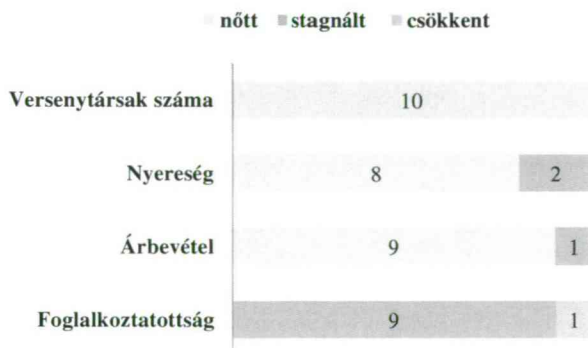 nőtt stagnált csökkent
Versenytársak száma 10
Nyereség 8 2
Árbevétel 9 1
Foglalkoztatottság 9 1